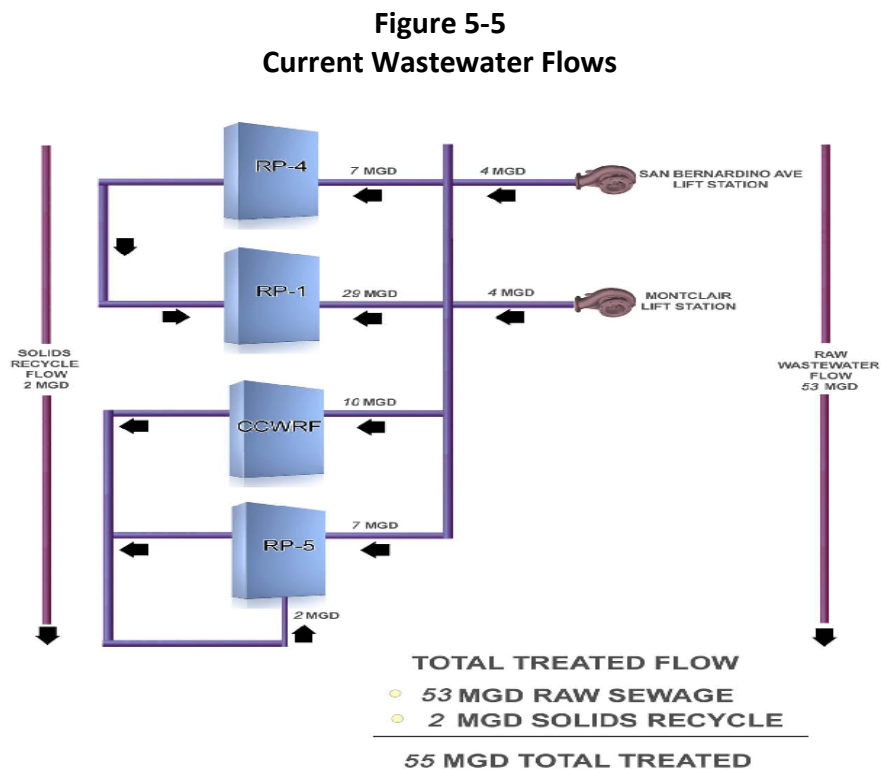 Figure 5-5
Current Wastewater Flows
RP-4
7 MGD
4 MGD
SAN BERNARDINO AVE
LIFT STATION
RP-1
29 MGD
4 MGD
MONTCLAIR
LIFT STATION
SOLIDS
RECYCLE
FLOW
2 MGD
RAW
WASTEWATER
FLOW
53 MGD
CCWRF
10 MGD
RP-5
7 MGD
2 MGD
TOTAL TREATED FLOW
53 MGD RAW SEWAGE
2 MGD SOLIDS RECYCLE
55 MGD TOTAL TREATED